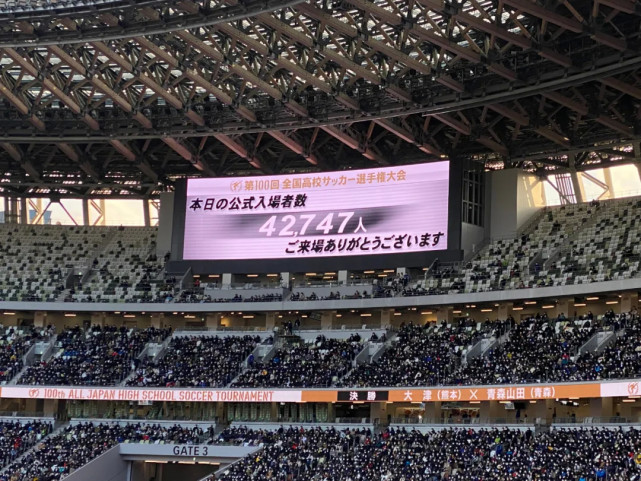 第100回 全国高校サッカー選手権大会
本日の公式入場者数
42,747人
ご来場ありがとうございます
100th ALL JAPAN HIGH SCHOOL SOCCER TOURNAMENT
決勝 大津(熊本) X 青森山田(青森)
GATE 3